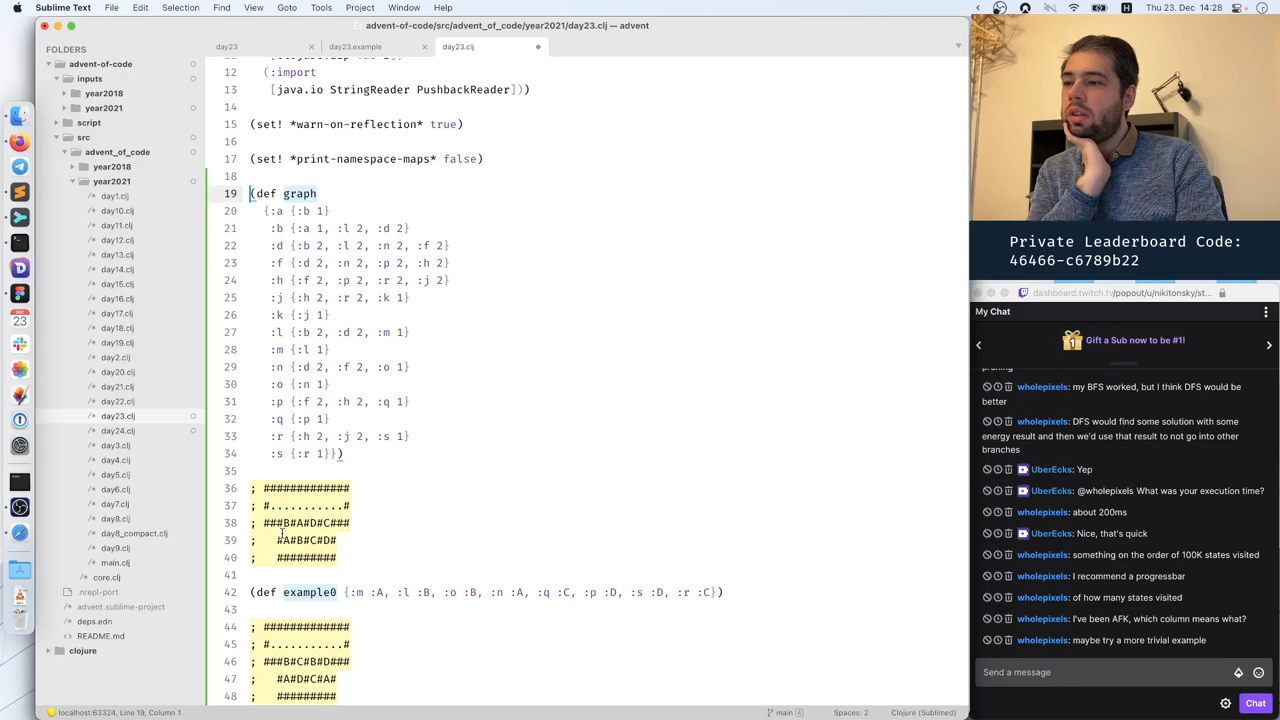 Sublime Text File Edit Selection Find View Goto Tools Project Window Help
Thu 23. Dec 14:28
advent-of-code/src/advent_of_code/year2021/day23.clj — advent
FOLDERS
advent-of-code
inputs
year2018
year2021
script
src
advent_of_code
year2018
year2021
day1.clj
day10.clj
day11.clj
day12.clj
day13.clj
day14.clj
day15.clj
day16.clj
day17.clj
day18.clj
day19.clj
day2.clj
day20.clj
day21.clj
day22.clj
day23.clj
day24.clj
day3.clj
day4.clj
day5.clj
day6.clj
day7.clj
day8.clj
day8_compact.clj
day9.clj
main.clj
core.clj
.nrepl-port
advent.sublime-project
deps.edn
README.md
clojure
day23 day23.example day23.clj
12 (:import
13 [java.io StringReader PushbackReader]))
14
15 (set! *warn-on-reflection* true)
16
17 (set! *print-namespace-maps* false)
18
19 (def graph
20 {:a {:b 1}
21 :b {:a 1, :l 2, :d 2}
22 :d {:b 2, :l 2, :n 2, :f 2}
23 :f {:d 2, :n 2, :p 2, :h 2}
24 :h {:f 2, :p 2, :r 2, :j 2}
25 :j {:h 2, :r 2, :k 1}
26 :k {:j 1}
27 :l {:b 2, :d 2, :m 1}
28 :m {:l 1}
29 :n {:d 2, :f 2, :o 1}
30 :o {:n 1}
31 :p {:f 2, :h 2, :q 1}
32 :q {:p 1}
33 :r {:h 2, :j 2, :s 1}
34 :s {:r 1}})
35
36 ; #############
37 ; #...........#
38 ; ###B#A#D#C###
39 ; #A#B#C#D#
40 ; #########
41
42 (def example0 {:m :A, :l :B, :o :B, :n :A, :q :C, :p :D, :s :D, :r :C})
43
44 ; #############
45 ; #...........#
46 ; ###B#C#B#D###
47 ; #A#D#C#A#
48 ; #########
localhost:63324, Line 19, Column 1
main 4
Spaces: 2
Clojure (Sublimed)
Private Leaderboard Code:
46466-c6789b22
dashboard.twitch.tv/popout/u/nikitonsky/st...
My Chat
1 Gift a Sub now to be #1!
wholepixels: my BFS worked, but I think DFS would be
better
wholepixels: DFS would find some solution with some
energy result and then we'd use that result to not go into other
branches
UberEcks: Yep
UberEcks: @wholepixels What was your execution time?
wholepixels: about 200ms
UberEcks: Nice, that's quick
wholepixels: something on the order of 100K states visited
wholepixels: I recommend a progressbar
wholepixels: of how many states visited
wholepixels: I've been AFK, which column means what?
wholepixels: maybe try a more trivial example
Send a message
Chat